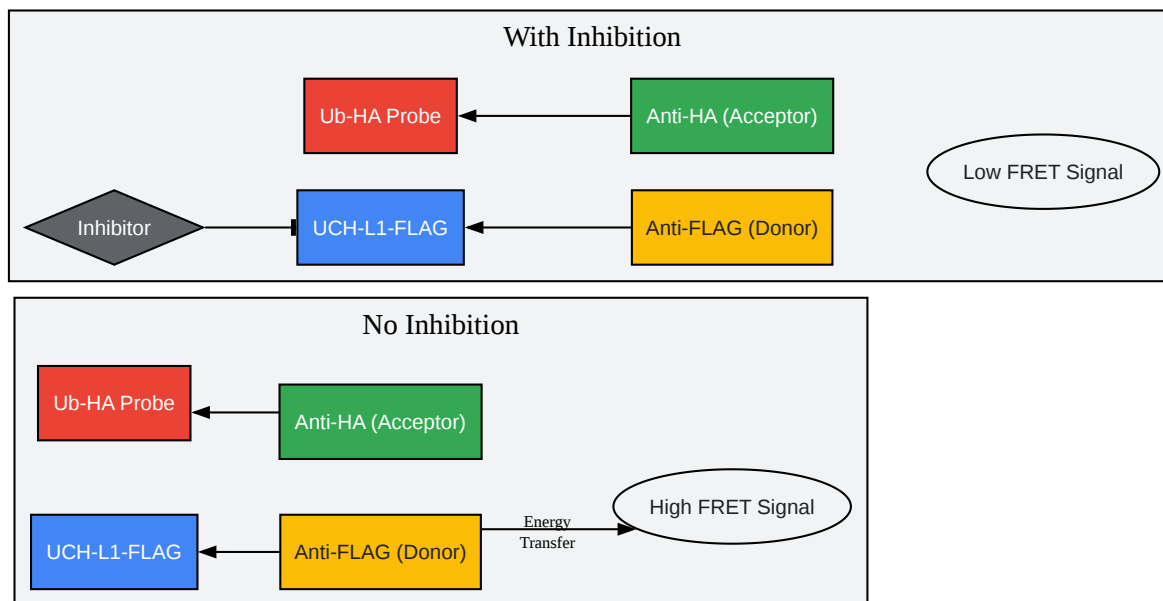 With Inhibition
Ub-HA Probe
Anti-HA (Acceptor)
Low FRET Signal
Inhibitor
UCH-L1-FLAG
Anti-FLAG (Donor)
No Inhibition
Ub-HA Probe
Anti-HA (Acceptor)
High FRET Signal
Energy
Transfer
UCH-L1-FLAG
Anti-FLAG (Donor)